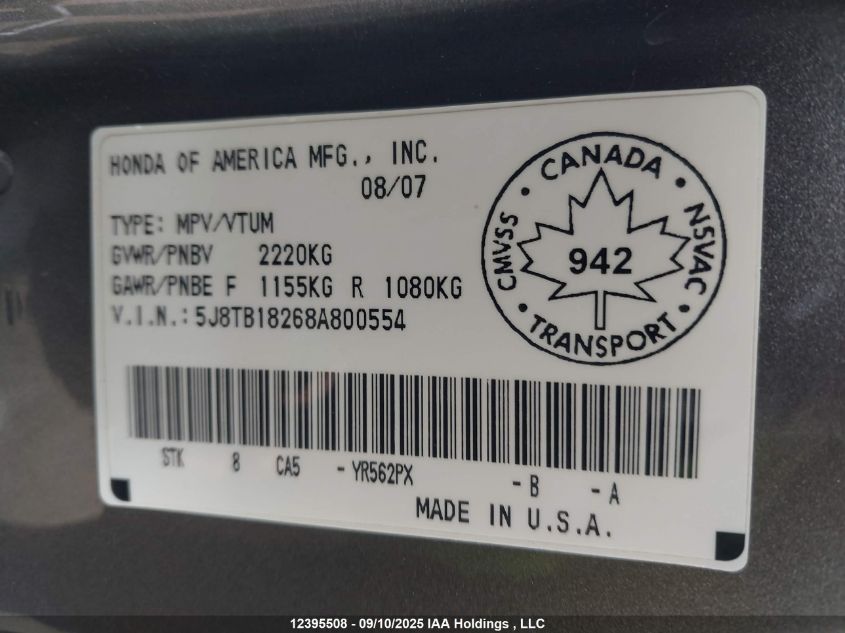 HONDA OF AMERICA MFG., INC.
08/07
TYPE: MPV/VTUM
GVWR/PNBV 2220KG
GAWR/PNBE F 1155KG R 1080KG
V.I.N.: 5J8TB18268A800554
CANADA
CMVSS
NSVAC
942
TRANSPORT
STK 8 CA5 - YR562PX - B - A
MADE IN U.S.A.
12395508 - 09/10/2025 IAA Holdings , LLC